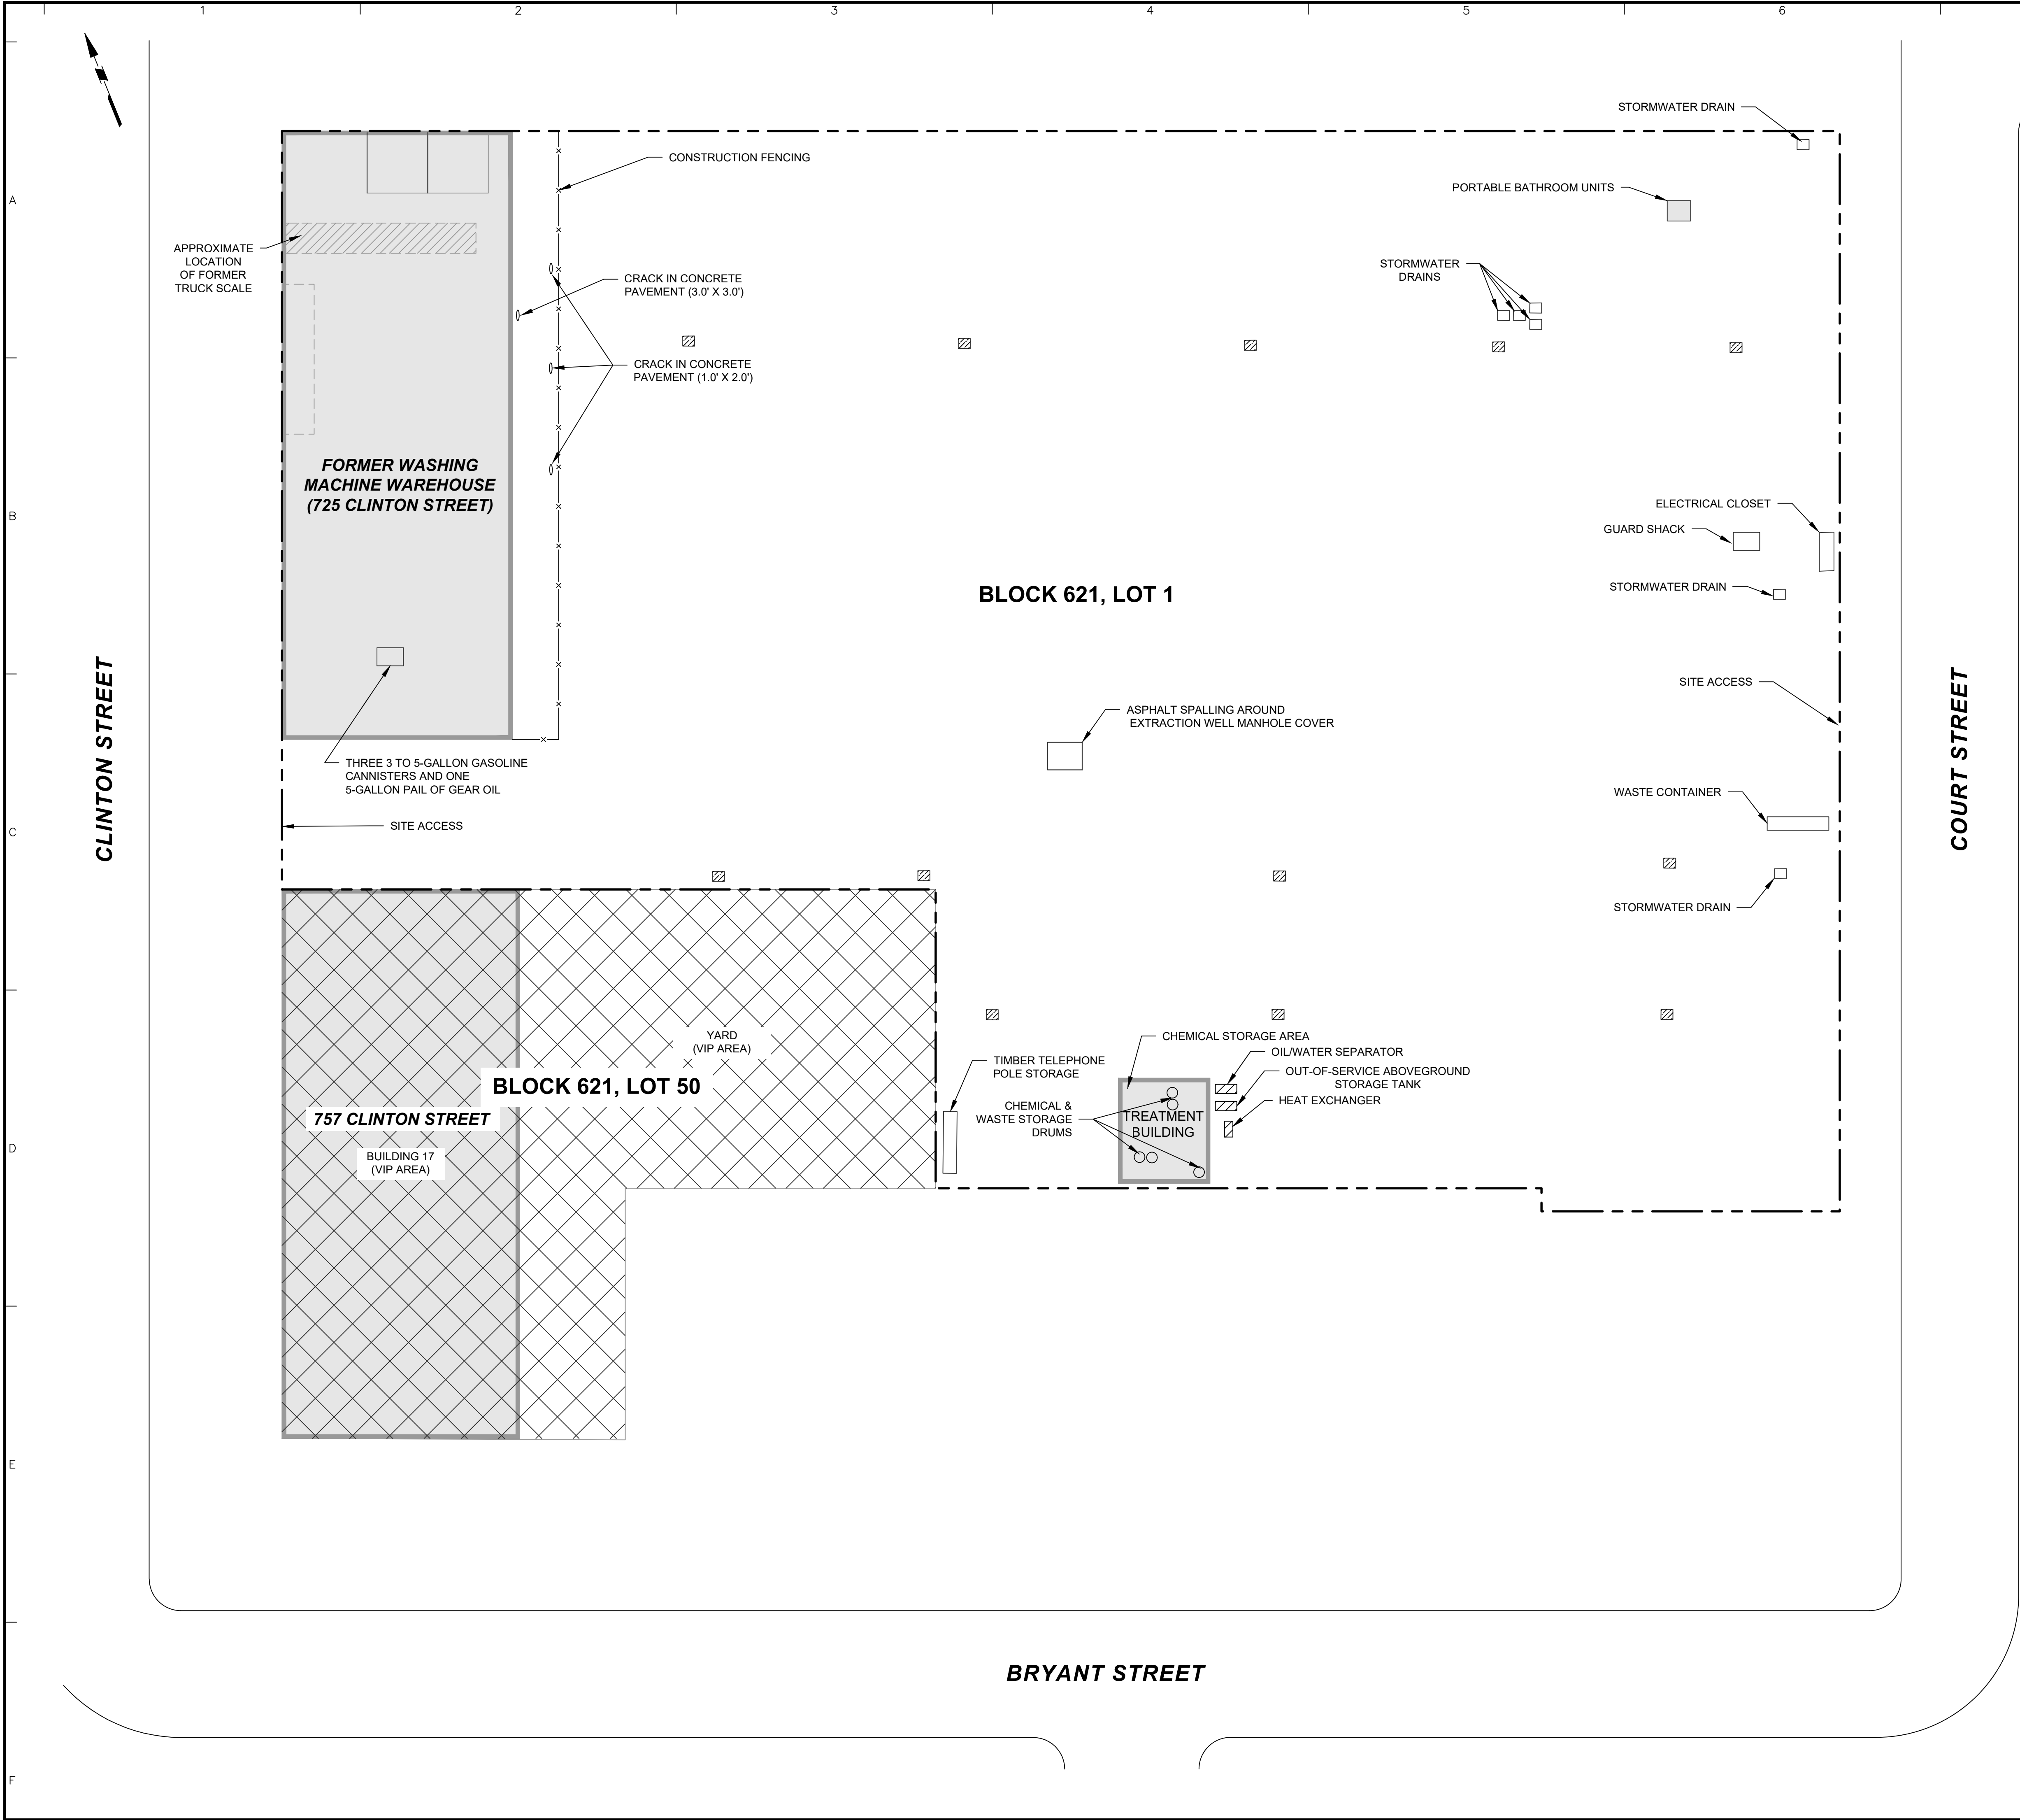 1 2 3 4 5 6
STORMWATER DRAIN
CONSTRUCTION FENCING
PORTABLE BATHROOM UNITS
A
APPROXIMATE
LOCATION
OF FORMER
TRUCK SCALE
STORMWATER
DRAINS
CRACK IN CONCRETE
PAVEMENT (3.0' X 3.0')
CRACK IN CONCRETE
PAVEMENT (1.0' X 2.0')
FORMER WASHING
MACHINE WAREHOUSE
(725 CLINTON STREET)
B
ELECTRICAL CLOSET
GUARD SHACK
STORMWATER DRAIN
BLOCK 621, LOT 1
SITE ACCESS
CLINTON STREET
COURT STREET
ASPHALT SPALLING AROUND
EXTRACTION WELL MANHOLE COVER
THREE 3 TO 5-GALLON GASOLINE
CANNISTERS AND ONE
5-GALLON PAIL OF GEAR OIL
WASTE CONTAINER
C
SITE ACCESS
STORMWATER DRAIN
YARD
(VIP AREA)
CHEMICAL STORAGE AREA
OIL/WATER SEPARATOR
TIMBER TELEPHONE
POLE STORAGE
OUT-OF-SERVICE ABOVEGROUND
STORAGE TANK
HEAT EXCHANGER
BLOCK 621, LOT 50
CHEMICAL &
WASTE STORAGE
DRUMS
TREATMENT
BUILDING
757 CLINTON STREET
D
BUILDING 17
(VIP AREA)
E
BRYANT STREET
F